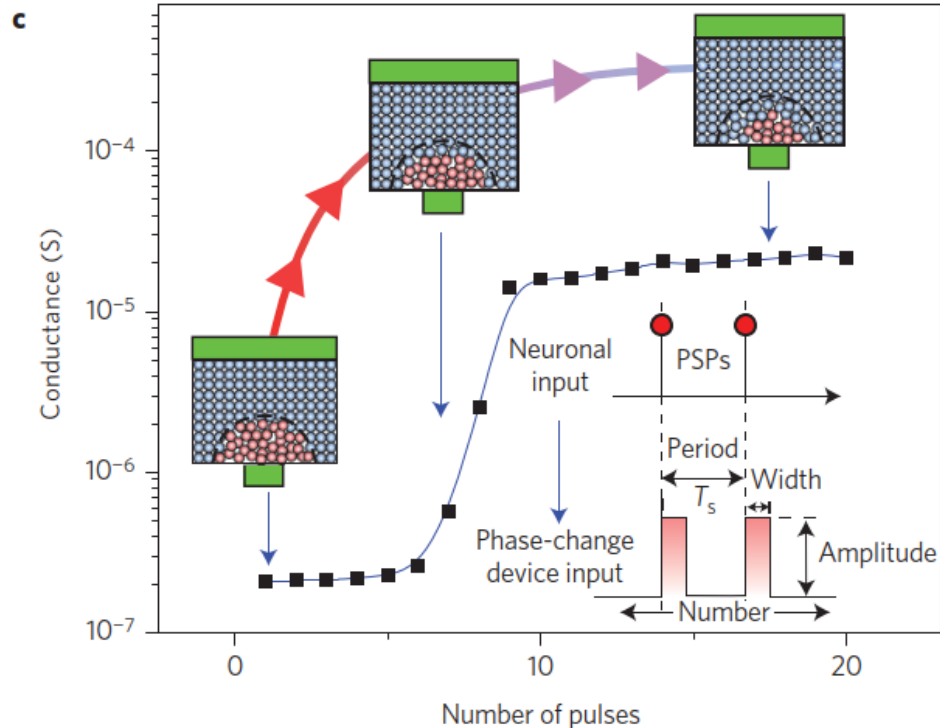 c
Conductance (S)
10⁻⁴
10⁻⁵
10⁻⁶
10⁻⁷
Neuronal
input
PSPs
Period
Tₛ
Width
Phase-change
device input
Amplitude
Number
0
10
20
Number of pulses